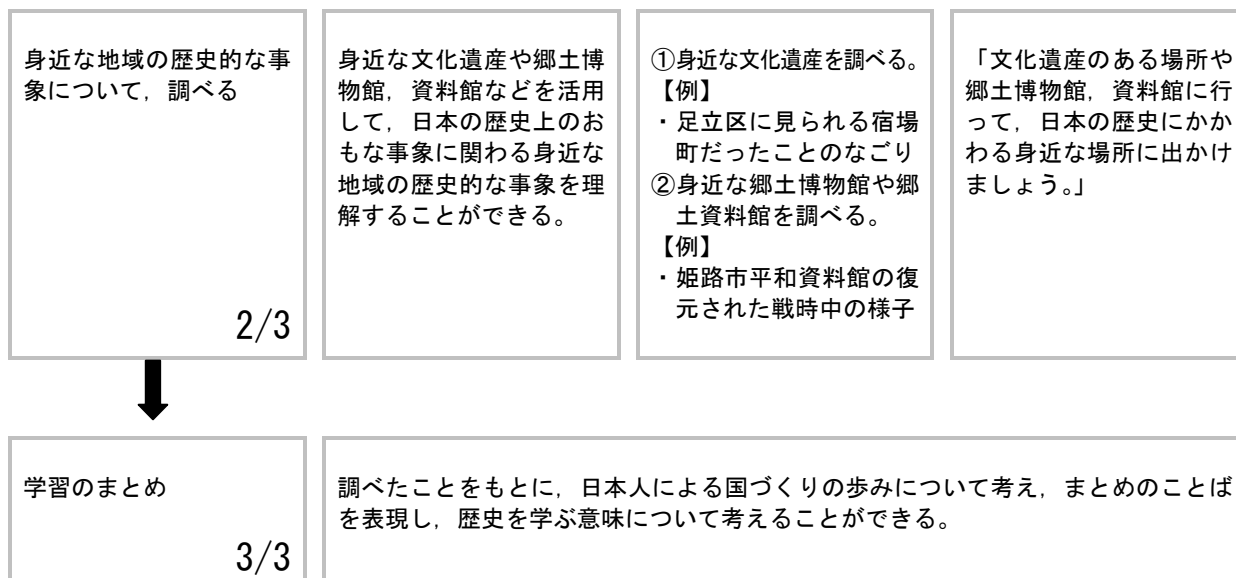 身近な地域の歴史的な事
象について，調べる
2/3
身近な文化遺産や郷土博
物館，資料館などを活用
して，日本の歴史上のお
もな事象に関わる身近な
地域の歴史的な事象を理
解することができる。
①身近な文化遺産を調べる。
【例】
・足立区に見られる宿場
町だったことのなごり
②身近な郷土博物館や郷
土資料館を調べる。
【例】
・姫路市平和資料館の復
元された戦時中の様子
「文化遺産のある場所や
郷土博物館，資料館に行
って，日本の歴史にかか
わる身近な場所に出かけ
ましょう。」
学習のまとめ
3/3
調べたことをもとに，日本人による国づくりの歩みについて考え，まとめのことば
を表現し，歴史を学ぶ意味について考えることができる。